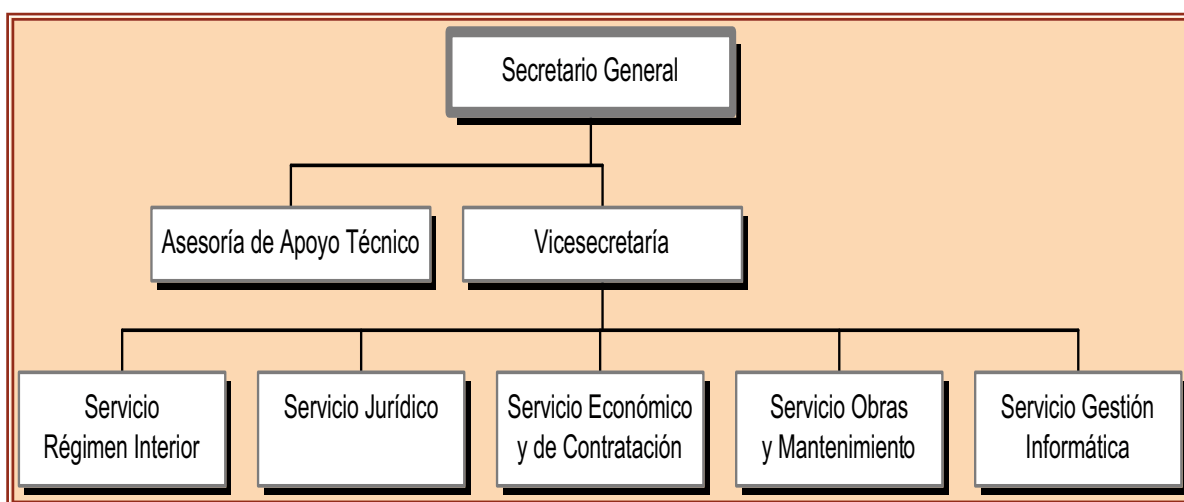 Secretario General
Asesoría de Apoyo Técnico
Vicesecretaría
Servicio
Régimen Interior
Servicio Jurídico
Servicio Económico
y de Contratación
Servicio Obras
y Mantenimiento
Servicio Gestión
Informática